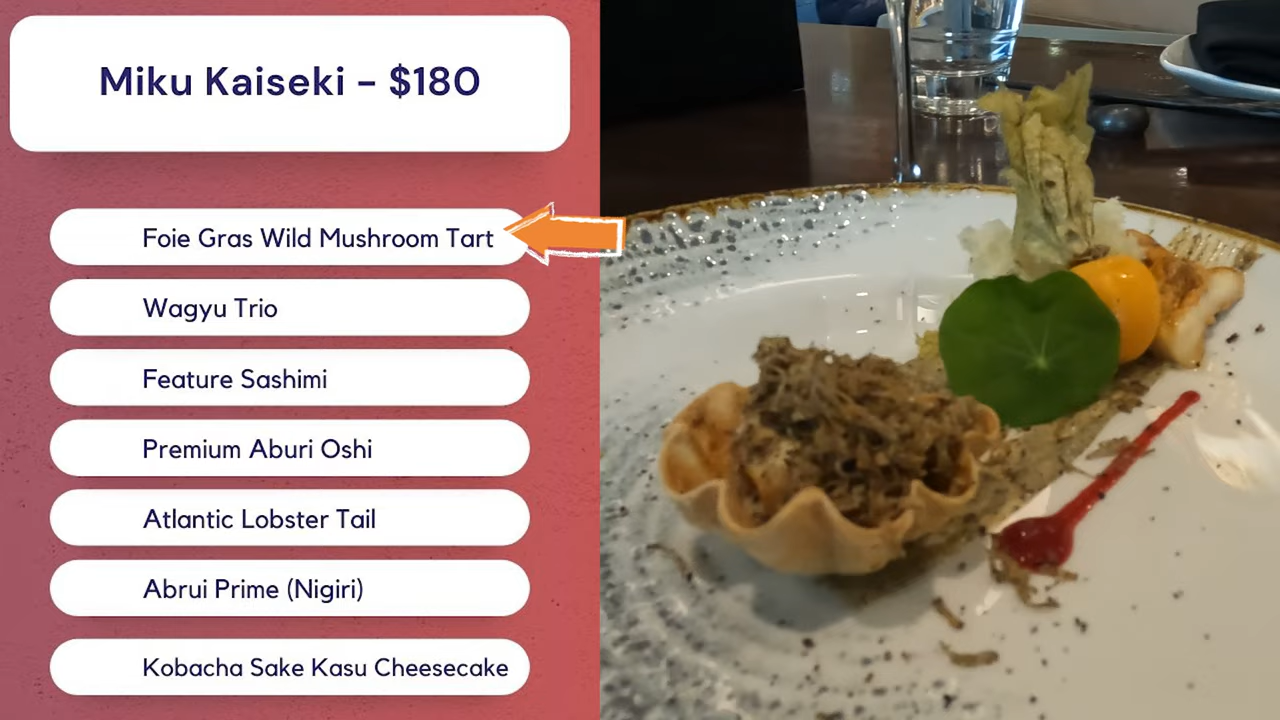 Miku Kaiseki – $180
Foie Gras Wild Mushroom Tart
Wagyu Trio
Feature Sashimi
Premium Aburi Oshi
Atlantic Lobster Tail
Abrui Prime (Nigiri)
Kobacha Sake Kasu Cheesecake